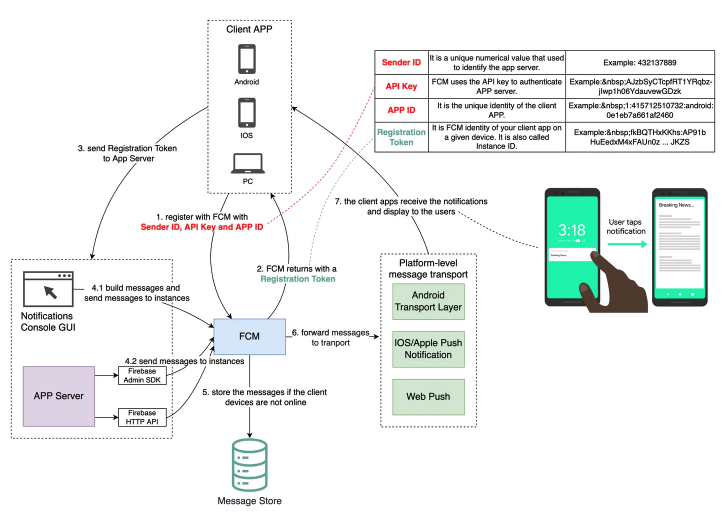 Client APP
Android
IOS
PC
Sender ID
It is a unique numerical value that used
to identify the app server.
Example: 432137889
API Key
FCM uses the API key to authenticate
APP server.
Example:&nbsp;AJzbSyCTcpfRT1YRqbz-
jIwp1h06YdauvewGDzk
APP ID
It is the unique identity of the client
APP.
Example:&nbsp;1:415712510732:android:
0e1eb7a661af2460
Registration
Token
It is FCM identity of your client app on
a given device. It is also called
Instance ID.
Example:&nbsp;fkBQTHxKKhs:AP91b
HuEedxM4xFAUn0z ... JKZS
3. send Registration Token
to App Server
1. register with FCM with
Sender ID, API Key and APP ID
7. the client apps receive the notifications
and display to the users
2. FCM returns with a
Registration Token
3:18
Breaking News...
User taps
notification
Breaking News...
Notifications
Console GUI
4.1 build messages and
send messages to instances
Platform-level
message transport
Android
Transport Layer
IOS/Apple Push
Notification
Web Push
FCM
6. forward messages
to tranport
4.2 send messages to instances
APP Server
Firebase
Admin SDK
Firebase
HTTP API
5. store the messages if the client
devices are not online
Message Store